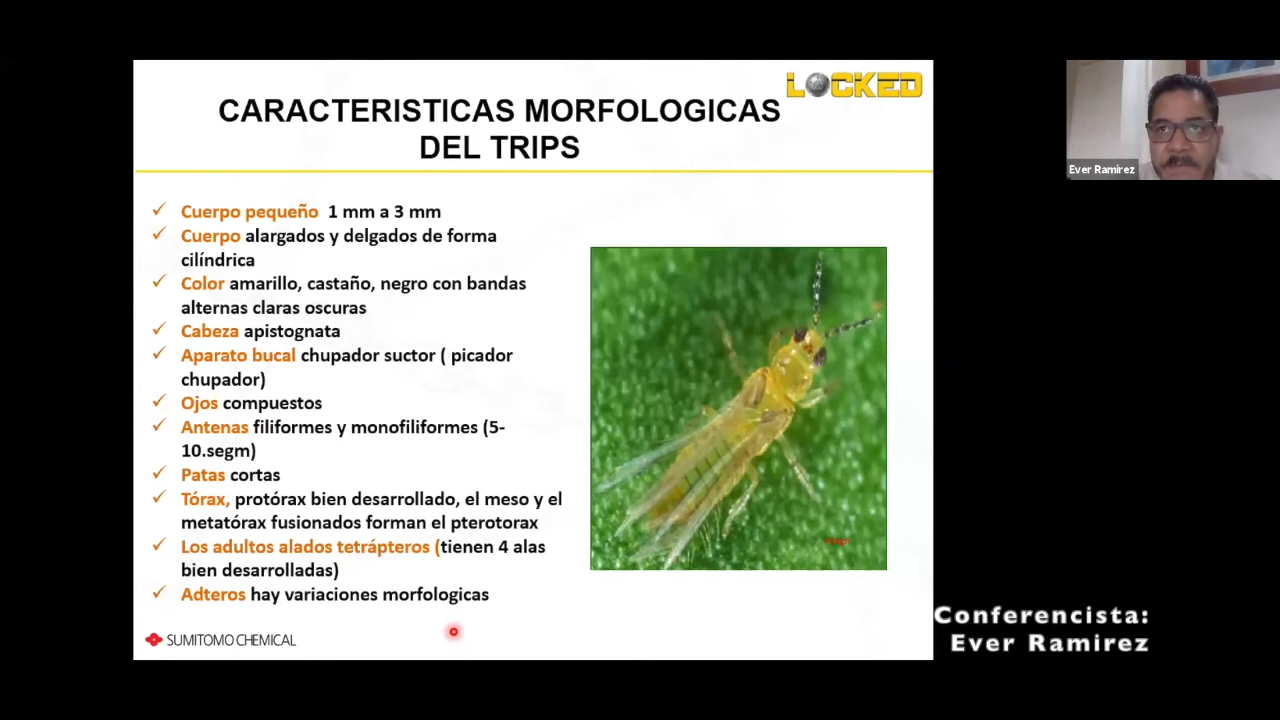 LOCKED
CARACTERISTICAS MORFOLOGICAS
DEL TRIPS
Cuerpo pequeño 1 mm a 3 mm
Cuerpo alargados y delgados de forma
cilíndrica
Color amarillo, castaño, negro con bandas
alternas claras oscuras
Cabeza apistognata
Aparato bucal chupador suctor ( picador
chupador)
Ojos compuestos
Antenas filiformes y monofiliformes (5-
10.segm)
Patas cortas
Tórax, protórax bien desarrollado, el meso y el
metatórax fusionados forman el pterotorax
Los adultos alados tetrápteros (tienen 4 alas
bien desarrolladas)
Adteros hay variaciones morfologicas
SUMITOMO CHEMICAL
Ever Ramirez
Conferencista:
Ever Ramirez